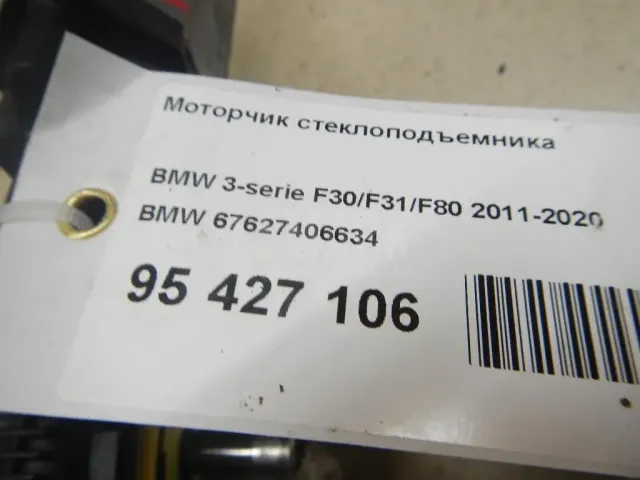 Моторчик стеклоподъемника
BMW 3-serie F30/F31/F80 2011-2020
BMW 67627406634
95 427 106